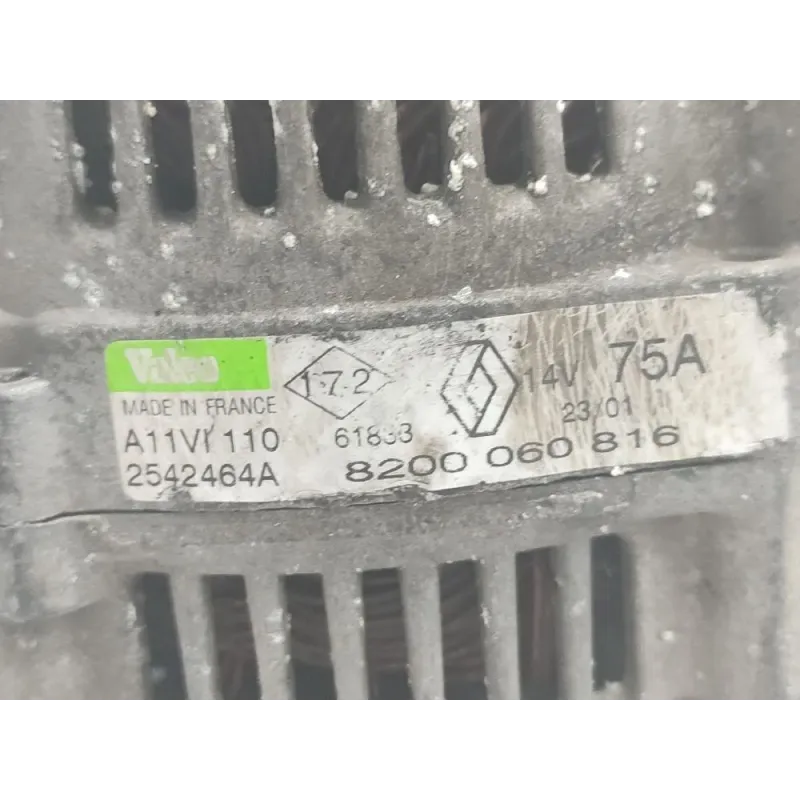 Valeo
MADE IN FRANCE
A11VI 110
2542464A
172
61833
14V 75A
23/01
8200 060 816